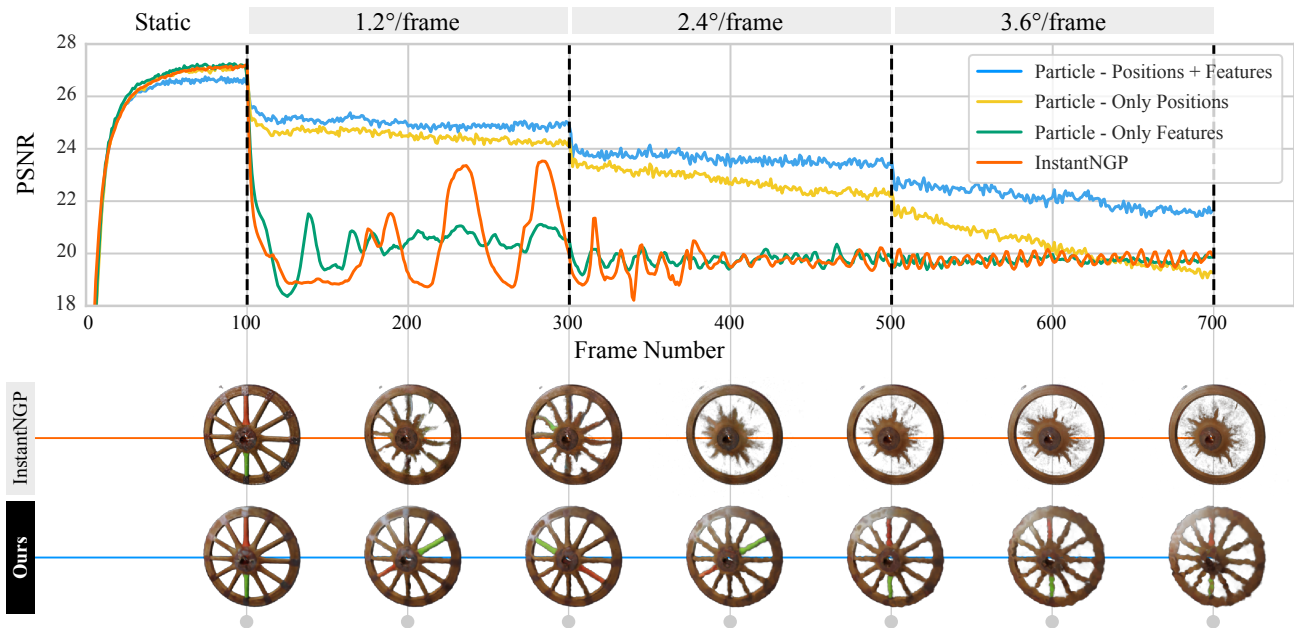 Static 1.2°/frame 2.4°/frame 3.6°/frame
28
26
24
22
20
18
PSNR
Particle - Positions + Features
Particle - Only Positions
Particle - Only Features
InstantNGP
0 100 200 300 400 500 600 700
Frame Number
InstantNGP
Ours